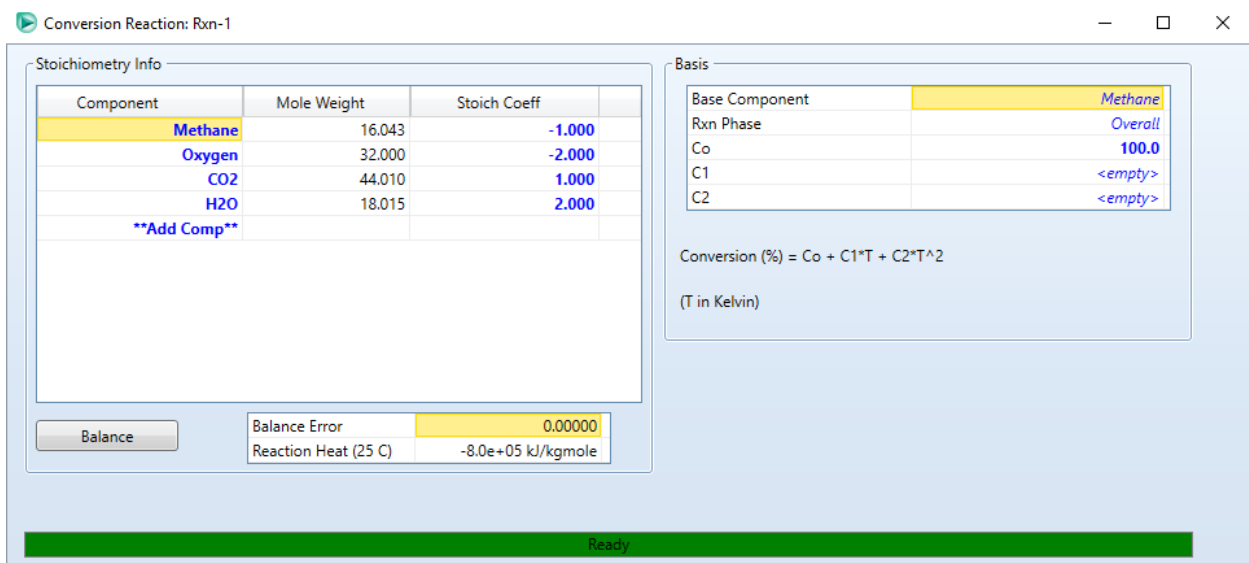 Conversion Reaction: Rxn-1
Stoichiometry Info
Component Mole Weight Stoich Coeff
Methane 16.043 -1.000
Oxygen 32.000 -2.000
CO2 44.010 1.000
H2O 18.015 2.000
**Add Comp**
Balance
Balance Error 0.00000
Reaction Heat (25 C) -8.0e+05 kJ/kgmole
Basis
Base Component Methane
Rxn Phase Overall
Co 100.0
C1 <empty>
C2 <empty>
Conversion (%) = Co + C1*T + C2*T^2
(T in Kelvin)
Ready